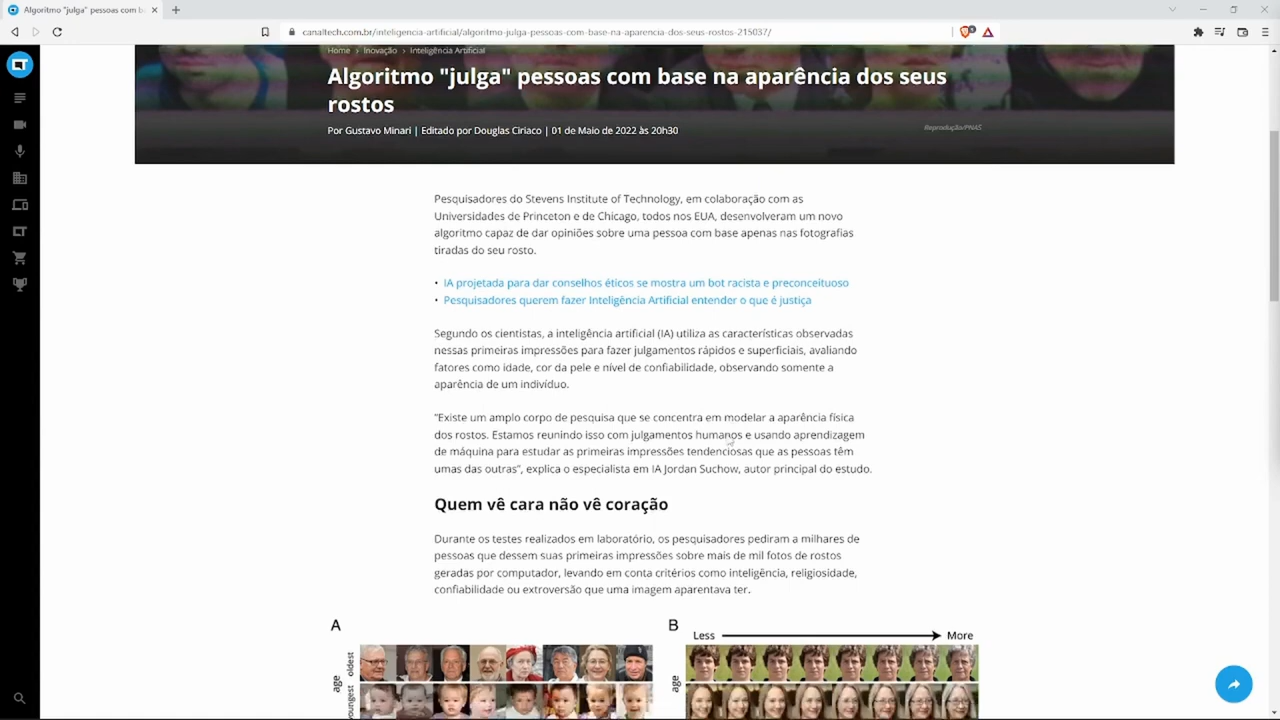 Algoritmo "julga" pessoas com b
canaltech.com.br/inteligencia-artificial/algoritmo-julga-pessoas-com-base-na-aparencia-dos-seus-rostos-215037/
Home > Inovação > Inteligência Artificial
Algoritmo "julga" pessoas com base na aparência dos seus
rostos
Por Gustavo Minari | Editado por Douglas Ciriaco | 01 de Maio de 2022 às 20h30
Reprodução/PNAS
Pesquisadores do Stevens Institute of Technology, em colaboração com as
Universidades de Princeton e de Chicago, todos nos EUA, desenvolveram um novo
algoritmo capaz de dar opiniões sobre uma pessoa com base apenas nas fotografias
tiradas do seu rosto.
• IA projetada para dar conselhos éticos se mostra um bot racista e preconceituoso
• Pesquisadores querem fazer Inteligência Artificial entender o que é justiça
Segundo os cientistas, a inteligência artificial (IA) utiliza as características observadas
nessas primeiras impressões para fazer julgamentos rápidos e superficiais, avaliando
fatores como idade, cor da pele e nível de confiabilidade, observando somente a
aparência de um indivíduo.
"Existe um amplo corpo de pesquisa que se concentra em modelar a aparência física
dos rostos. Estamos reunindo isso com julgamentos humanos e usando aprendizagem
de máquina para estudar as primeiras impressões tendenciosas que as pessoas têm
umas das outras", explica o especialista em IA Jordan Suchow, autor principal do estudo.
Quem vê cara não vê coração
Durante os testes realizados em laboratório, os pesquisadores pediram a milhares de
pessoas que dessem suas primeiras impressões sobre mais de mil fotos de rostos
geradas por computador, levando em conta critérios como inteligência, religiosidade,
confiabilidade ou extroversão que uma imagem aparentava ter.
A
B
Less
More
age
oldest
youngest
age